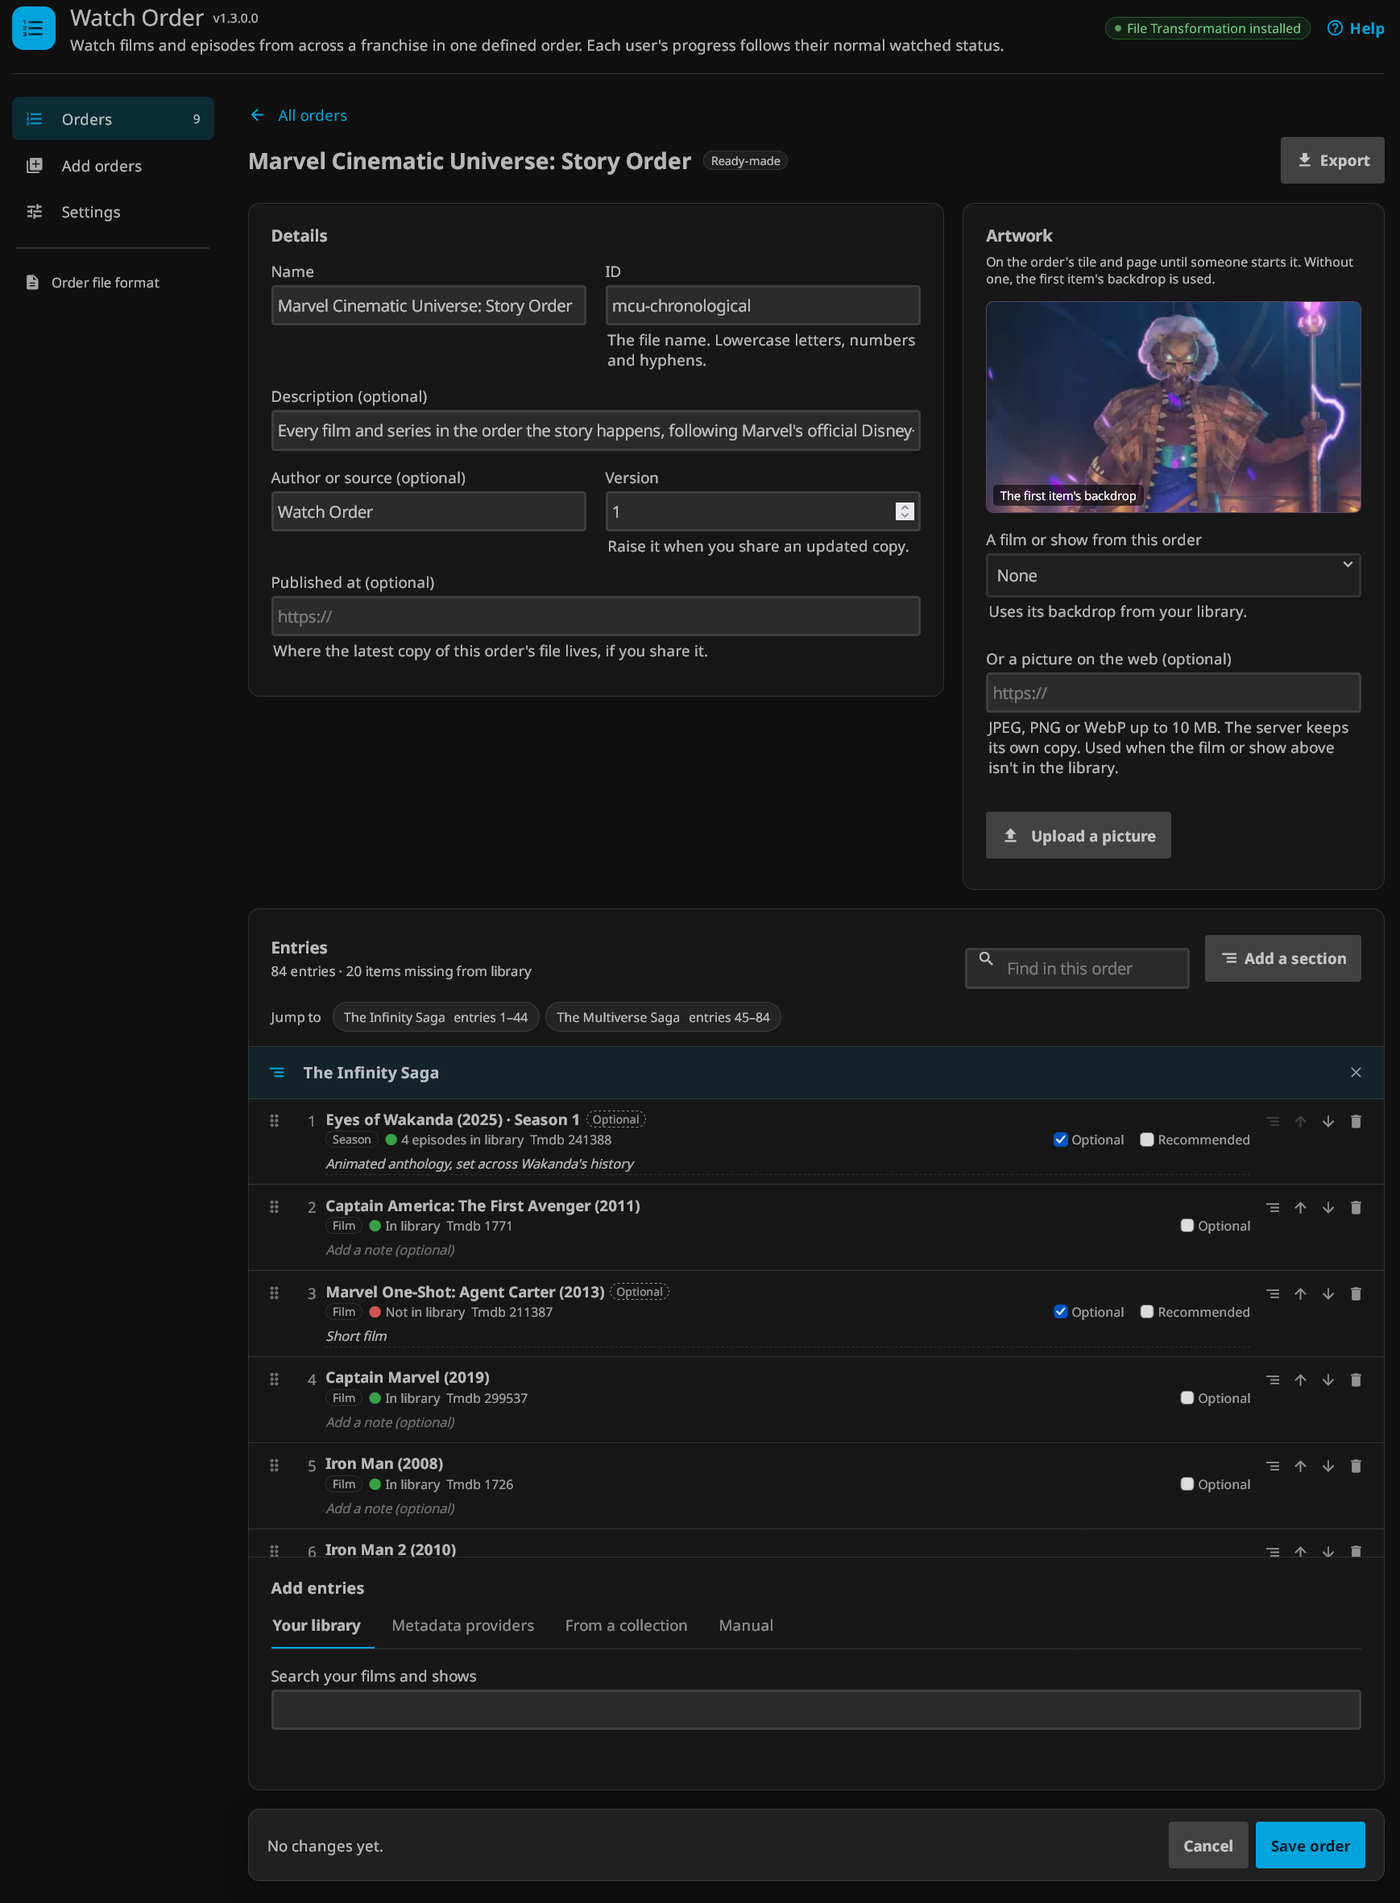 Watch Order v1.3.0.0
Watch films and episodes from across a franchise in one defined order. Each user's progress follows their normal watched status.
File Transformation installed
Help
Orders 9
Add orders
Settings
Order file format
All orders
Marvel Cinematic Universe: Story Order Ready-made
Export
Details
Name
Marvel Cinematic Universe: Story Order
ID
mcu-chronological
The file name. Lowercase letters, numbers
and hyphens.
Description (optional)
Every film and series in the order the story happens, following Marvel's official Disney
Author or source (optional)
Watch Order
Version
1
Raise it when you share an updated copy.
Published at (optional)
https://
Where the latest copy of this order's file lives, if you share it.
Artwork
On the order's tile and page until someone starts it. Without
one, the first item's backdrop is used.
The first item's backdrop
A film or show from this order
None
Uses its backdrop from your library.
Or a picture on the web (optional)
https://
JPEG, PNG or WebP up to 10 MB. The server keeps
its own copy. Used when the film or show above
isn't in the library.
Upload a picture
Entries
84 entries · 20 items missing from library
Find in this order
Add a section
Jump to The Infinity Saga entries 1–44 The Multiverse Saga entries 45–84
The Infinity Saga
1 Eyes of Wakanda (2025) · Season 1 Optional
Season 4 episodes in library Tmdb 241388
Optional Recommended
Animated anthology, set across Wakanda's history
2 Captain America: The First Avenger (2011)
Film In library Tmdb 1771
Optional
Add a note (optional)
3 Marvel One-Shot: Agent Carter (2013) Optional
Film Not in library Tmdb 211387
Optional Recommended
Short film
4 Captain Marvel (2019)
Film In library Tmdb 299537
Optional
Add a note (optional)
5 Iron Man (2008)
Film In library Tmdb 1726
Optional
Add a note (optional)
6 Iron Man 2 (2010)
Add entries
Your library Metadata providers From a collection Manual
Search your films and shows
No changes yet.
Cancel
Save order